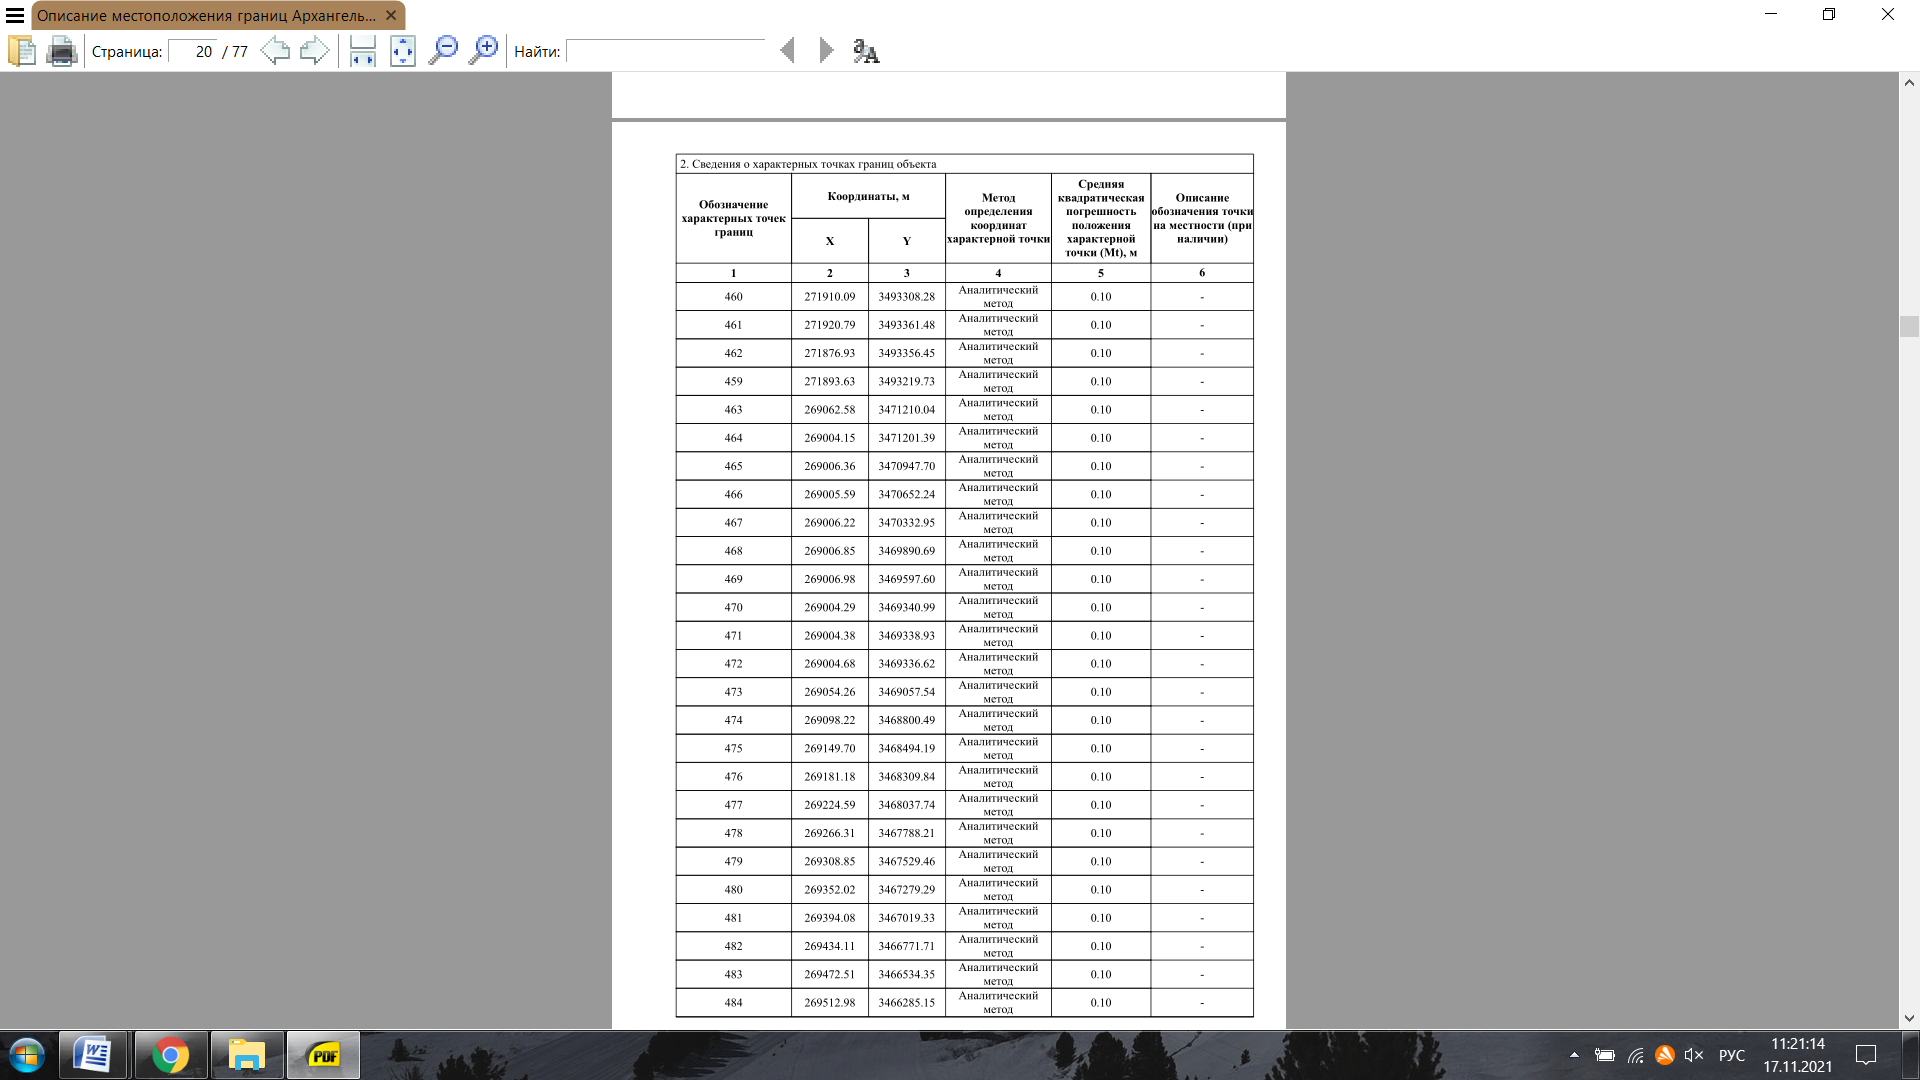 Описание местоположения границ Архангель...
Страница: 20 / 77 Найти:
2. Сведения о характерных точках границ объекта
Обозначение характерных точек границ
Координаты, м
X
Y
Метод определения координат характерной точки
Средняя квадратическая погрешность положения характерной точки (Mt), м
Описание обозначения точки на местности (при наличии)
1 2 3 4 5 6
460 271910.09 3493308.28 Аналитический метод 0.10 -
461 271920.79 3493361.48 Аналитический метод 0.10 -
462 271876.93 3493356.45 Аналитический метод 0.10 -
459 271893.63 3493219.73 Аналитический метод 0.10 -
463 269062.58 3471210.04 Аналитический метод 0.10 -
464 269004.15 3471201.39 Аналитический метод 0.10 -
465 269006.36 3470947.70 Аналитический метод 0.10 -
466 269005.59 3470652.24 Аналитический метод 0.10 -
467 269006.22 3470332.95 Аналитический метод 0.10 -
468 269006.85 3469890.69 Аналитический метод 0.10 -
469 269006.98 3469597.60 Аналитический метод 0.10 -
470 269004.29 3469340.99 Аналитический метод 0.10 -
471 269004.38 3469338.93 Аналитический метод 0.10 -
472 269004.68 3469336.62 Аналитический метод 0.10 -
473 269054.26 3469057.54 Аналитический метод 0.10 -
474 269098.22 3468800.49 Аналитический метод 0.10 -
475 269149.70 3468494.19 Аналитический метод 0.10 -
476 269181.18 3468309.84 Аналитический метод 0.10 -
477 269224.59 3468037.74 Аналитический метод 0.10 -
478 269266.31 3467788.21 Аналитический метод 0.10 -
479 269308.85 3467529.46 Аналитический метод 0.10 -
480 269352.02 3467279.29 Аналитический метод 0.10 -
481 269394.08 3467019.33 Аналитический метод 0.10 -
482 269434.11 3466771.71 Аналитический метод 0.10 -
483 269472.51 3466534.35 Аналитический метод 0.10 -
484 269512.98 3466285.15 Аналитический метод 0.10 -
PDF
РУС
11:21:14
17.11.2021